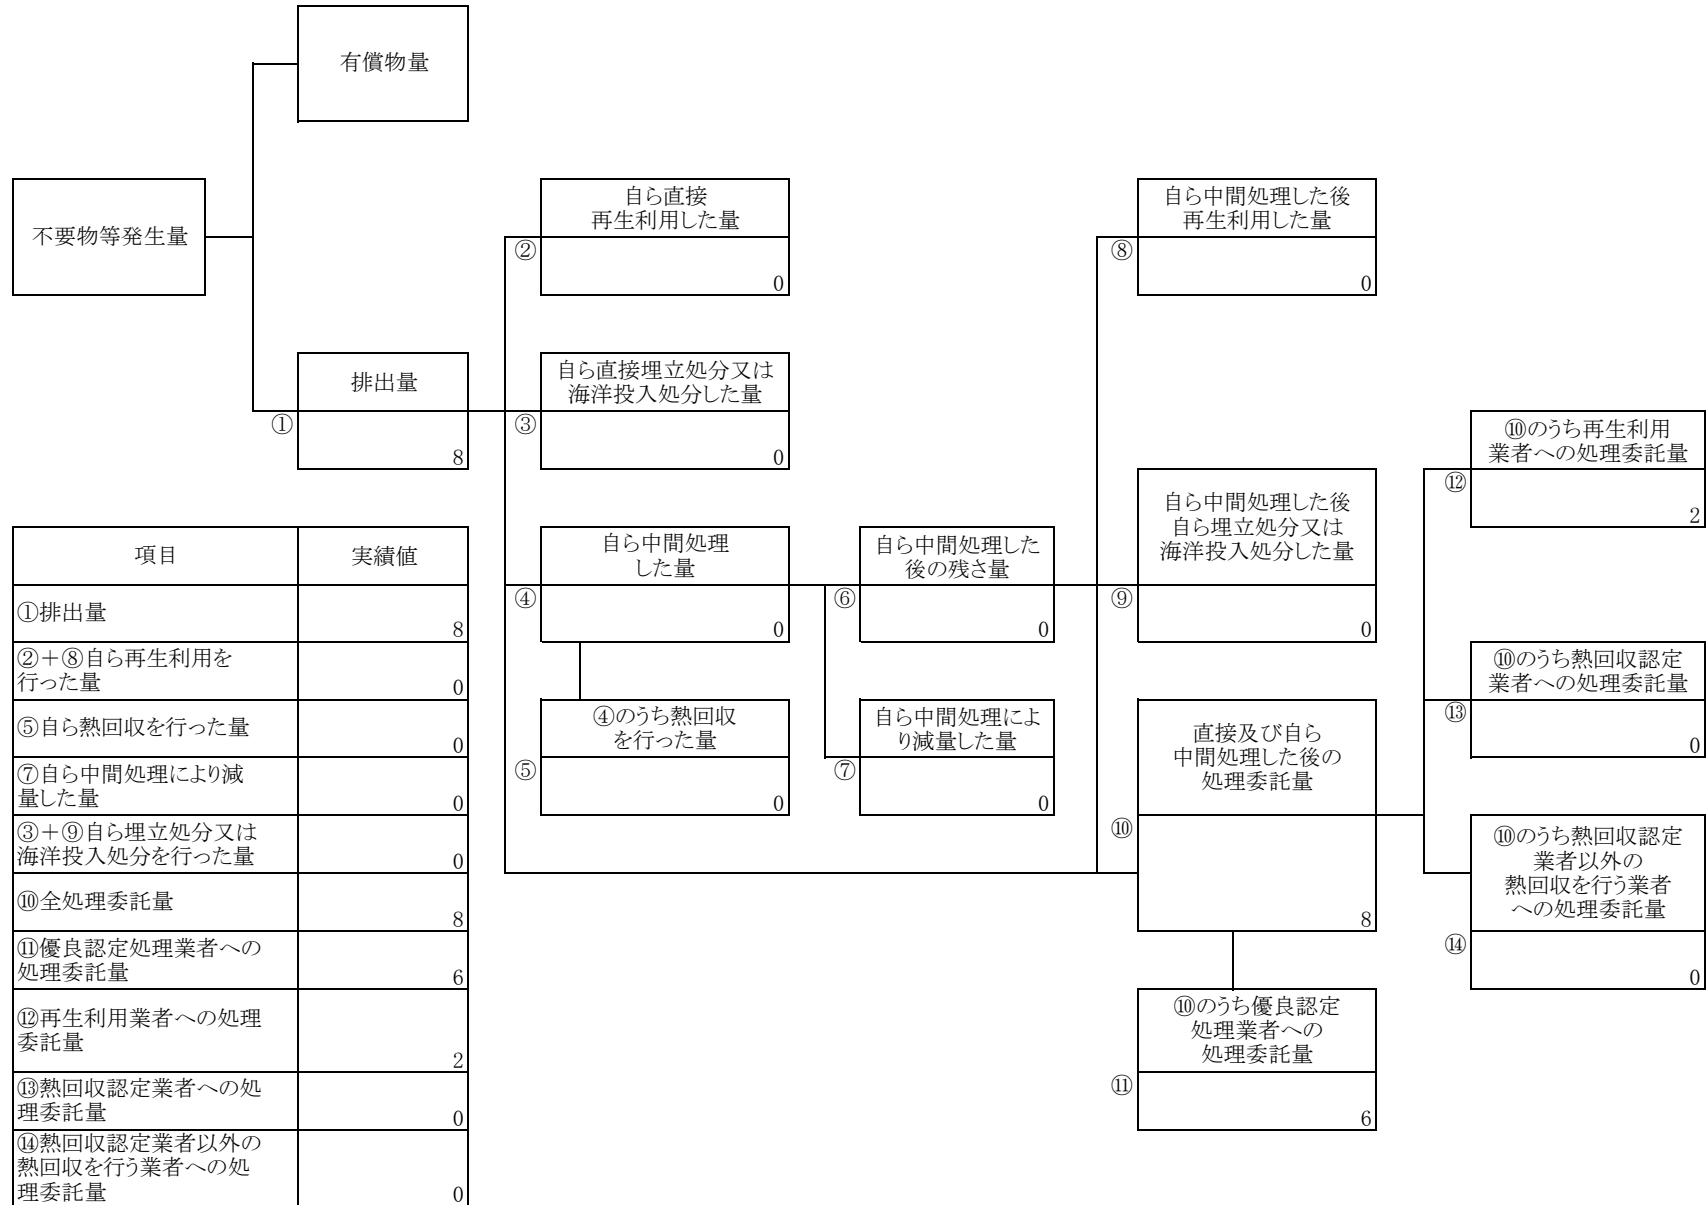 有償物量
不要物等発生量
自ら直接
再生利用した量
②
0
自ら中間処理した後
再生利用した量
⑧
0
排出量
①
8
自ら直接埋立処分又は
海洋投入処分した量
③
0
⑩のうち再生利用
業者への処理委託量
⑫
2
自ら中間処理
した量
④
0
自ら中間処理した
後の残さ量
⑥
0
自ら中間処理した後
自ら埋立処分又は
海洋投入処分した量
⑨
0
⑩のうち熱回収認定
業者への処理委託量
⑬
0
④のうち熱回収
を行った量
⑤
0
自ら中間処理によ
り減量した量
⑦
0
直接及び自ら
中間処理した後の
処理委託量
⑩
8
⑩のうち熱回収認定
業者以外の
熱回収を行う業者
への処理委託量
⑭
0
⑩のうち優良認定
処理業者への
処理委託量
⑪
6
項目 実績値
①排出量
8
②+⑧自ら再生利用を
行った量
0
⑤自ら熱回収を行った量
0
⑦自ら中間処理により減
量した量
0
③+⑨自ら埋立処分又は
海洋投入処分を行った量
0
⑩全処理委託量
8
⑪優良認定処理業者への
処理委託量
6
⑫再生利用業者への処理
委託量
2
⑬熱回収認定業者への処
理委託量
0
⑭熱回収認定業者以外の
熱回収を行う業者への処
理委託量
0